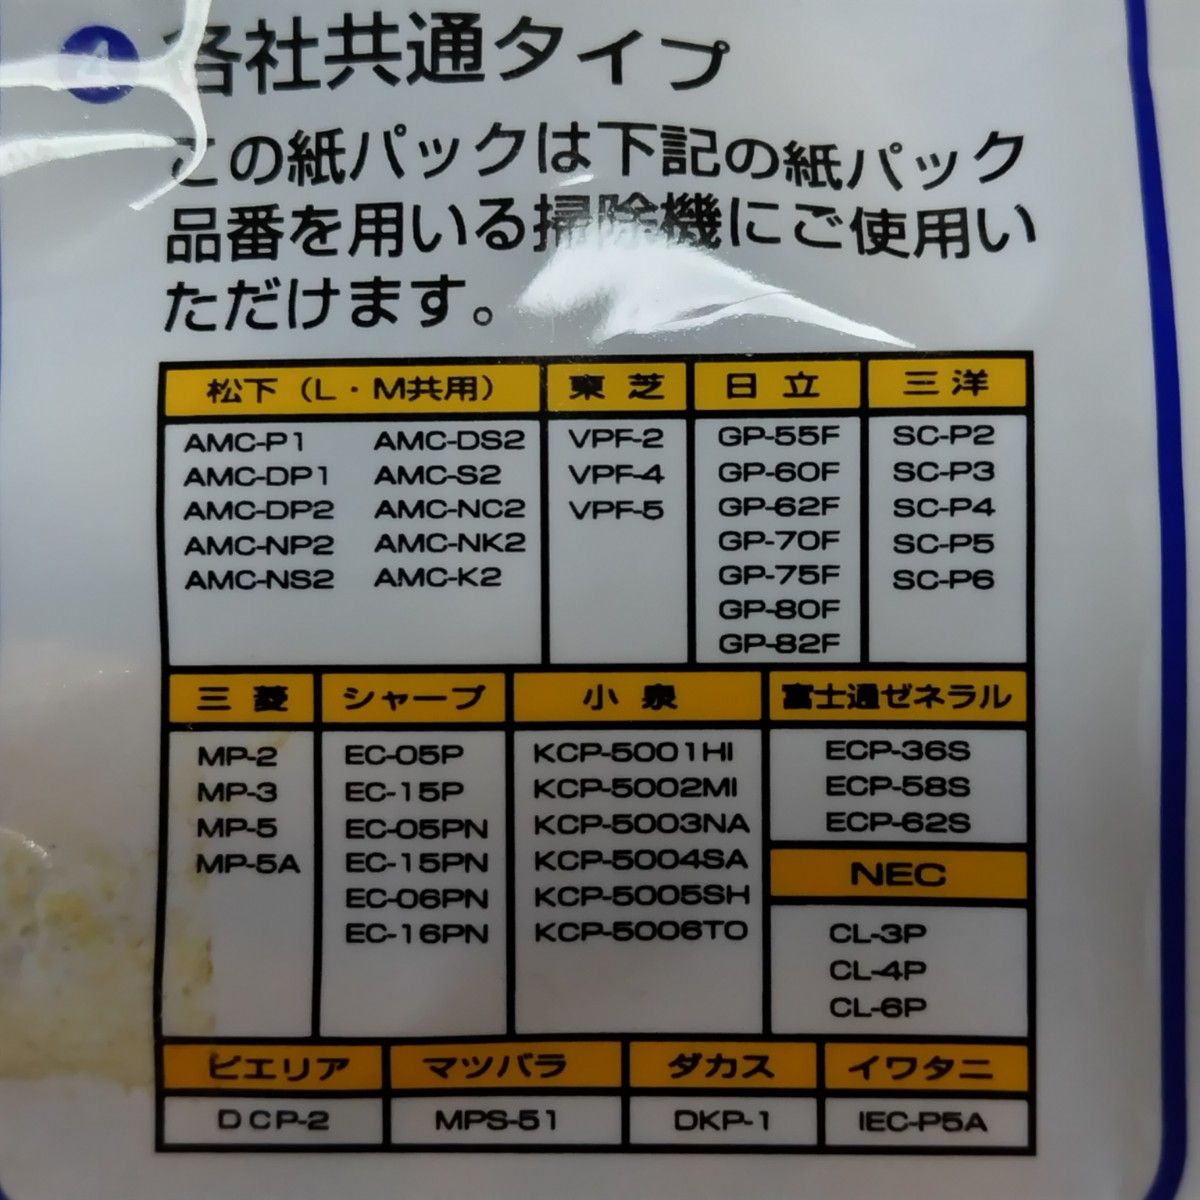 4 各社共通タイプ
この紙パックは下記の紙パック
品番を用いる掃除機にご使用い
ただけます。
松下（L・M共用）
AMC-P1 AMC-DS2
AMC-DP1 AMC-S2
AMC-DP2 AMC-NC2
AMC-NP2 AMC-NK2
AMC-NS2 AMC-K2
東芝
VPF-2
VPF-4
VPF-5
日立
GP-55F
GP-60F
GP-62F
GP-70F
GP-75F
GP-80F
GP-82F
三洋
SC-P2
SC-P3
SC-P4
SC-P5
SC-P6
三菱
MP-2
MP-3
MP-5
MP-5A
シャープ
EC-05P
EC-15P
EC-05PN
EC-15PN
EC-06PN
EC-16PN
小泉
KCP-5001HI
KCP-5002MI
KCP-5003NA
KCP-5004SA
KCP-5005SH
KCP-5006TO
富士通ゼネラル
ECP-36S
ECP-58S
ECP-62S
NEC
CL-3P
CL-4P
CL-6P
ピエリア
DCP-2
マツバラ
MPS-51
ダカス
DKP-1
イワタニ
IEC-P5A